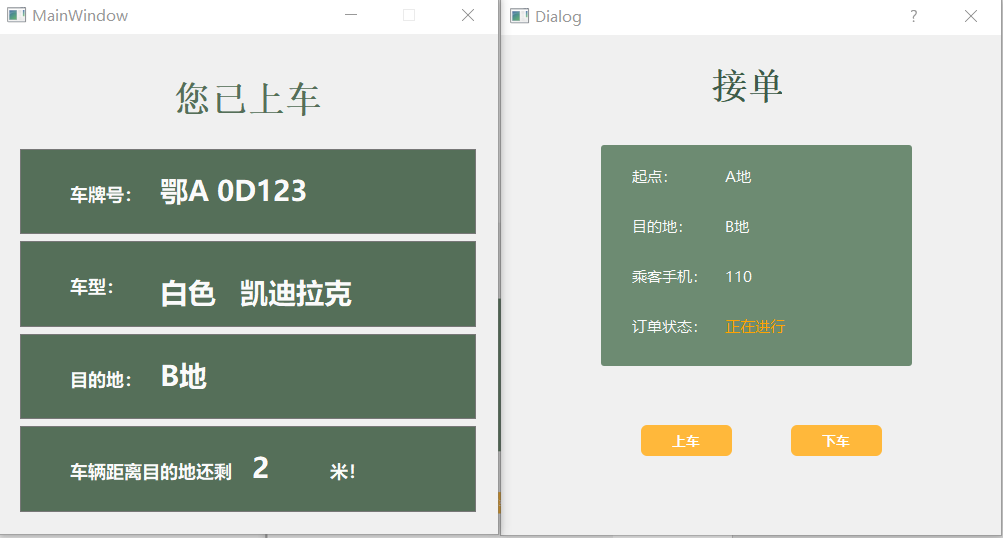 MainWindow
您已上车
车牌号： 鄂A 0D123
车型： 白色 凯迪拉克
目的地： B地
车辆距离目的地还剩 2 米！
Dialog ?
接单
起点： A地
目的地： B地
乘客手机： 110
订单状态： 正在进行
上车 下车